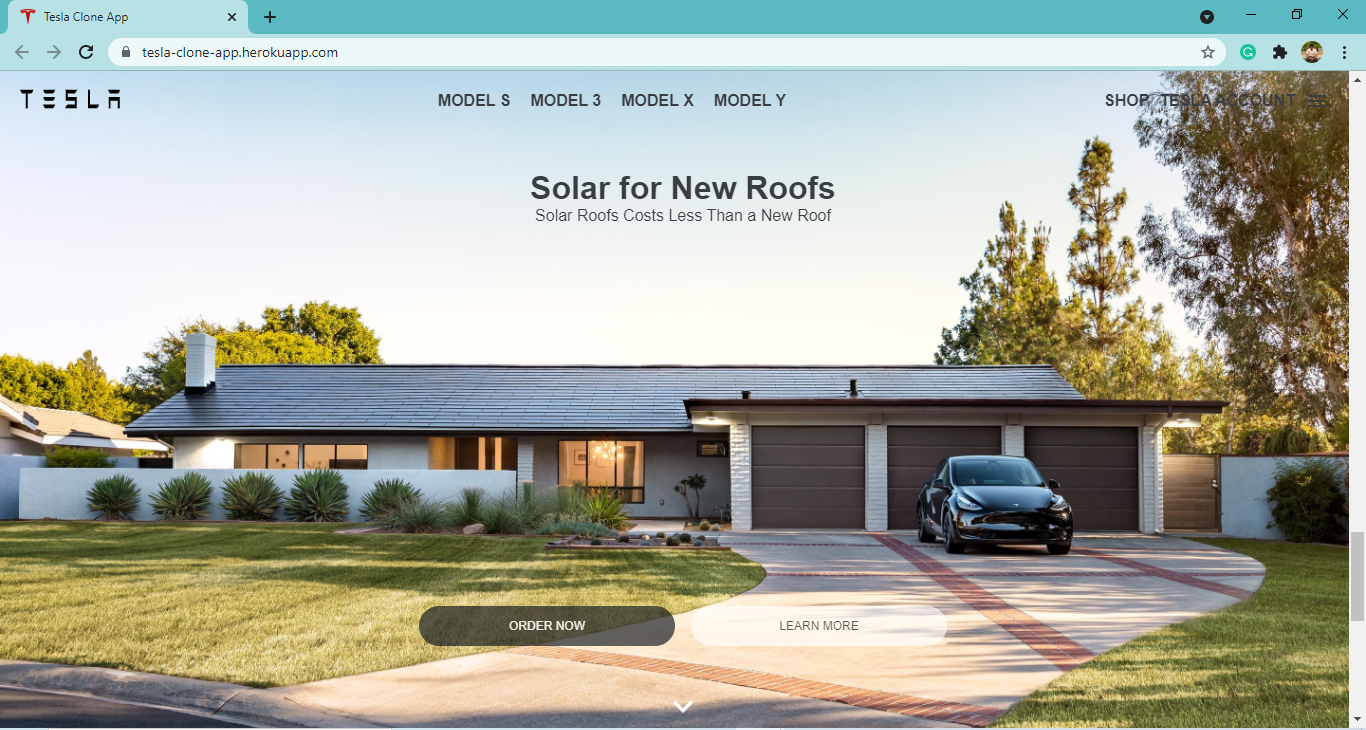 Tesla Clone App
tesla-clone-app.herokuapp.com
TESLA
MODEL S MODEL 3 MODEL X MODEL Y
SHOP TESLA ACCOUNT
Solar for New Roofs
Solar Roofs Costs Less Than a New Roof
ORDER NOW
LEARN MORE